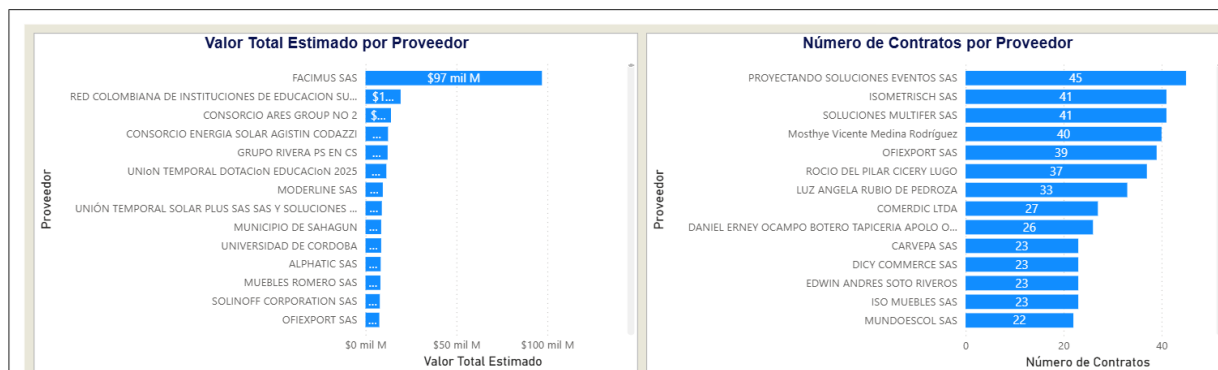 Valor Total Estimado por Proveedor
Proveedor
FACIMUS SAS $97 mil M
RED COLOMBIANA DE INSTITUCIONES DE EDUCACION SU... $1...
CONSORCIO ARES GROUP NO 2 $...
CONSORCIO ENERGIA SOLAR AGISTIN CODAZZI ...
GRUPO RIVERA PS EN CS ...
UNIoN TEMPORAL DOTACIoN EDUCACIoN 2025 ...
MODERLINE SAS ...
UNIÓN TEMPORAL SOLAR PLUS SAS SAS Y SOLUCIONES ... ...
MUNICIPIO DE SAHAGUN ...
UNIVERSIDAD DE CORDOBA ...
ALPHATIC SAS ...
MUEBLES ROMERO SAS ...
SOLINOFF CORPORATION SAS ...
OFIEXPORT SAS ...
$0 mil M $50 mil M $100 mil M
Valor Total Estimado
Número de Contratos por Proveedor
Proveedor
PROYECTANDO SOLUCIONES EVENTOS SAS 45
ISOMETRISCH SAS 41
SOLUCIONES MULTIFER SAS 41
Mosthye Vicente Medina Rodríguez 40
OFIEXPORT SAS 39
ROCIO DEL PILAR CICERY LUGO 37
LUZ ANGELA RUBIO DE PEDROZA 33
COMERDIC LTDA 27
DANIEL ERNEY OCAMPO BOTERO TAPICERIA APOLO O... 26
CARVEPA SAS 23
DICY COMMERCE SAS 23
EDWIN ANDRES SOTO RIVEROS 23
ISO MUEBLES SAS 23
MUNDOESCOL SAS 22
0 20 40
Número de Contratos